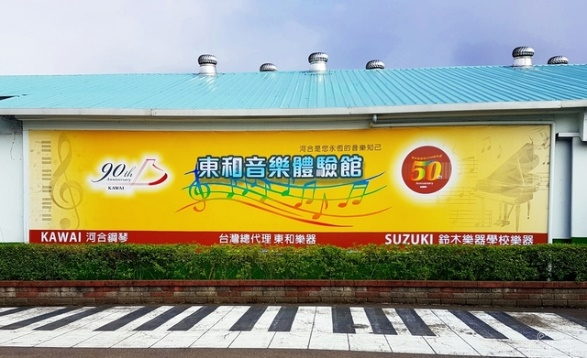 河合是您永恆的音樂知己
90th
Anniversary
KAWAI
東和音樂體驗館
50
Anniversary
KAWAI 河合鋼琴
台灣總代理 東和樂器
SUZUKI 鈴木樂器學校樂器